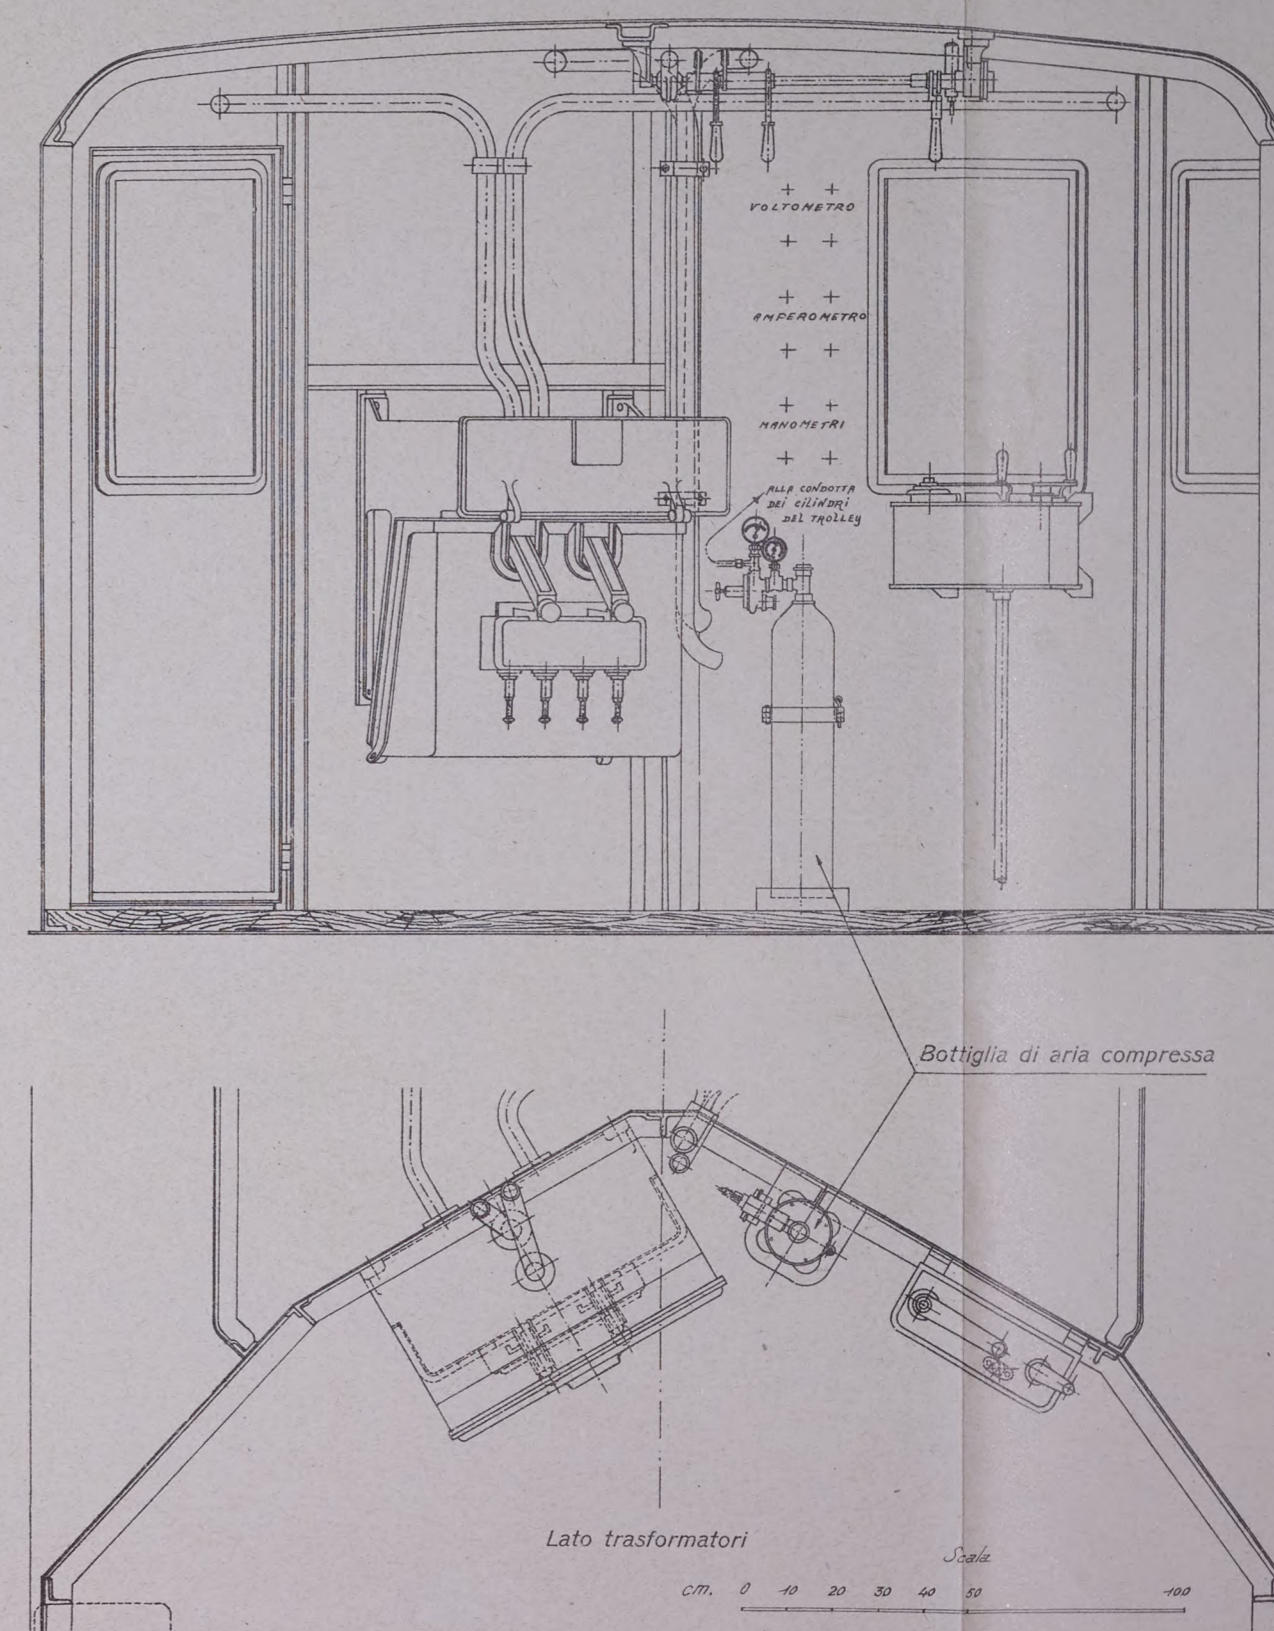 VOLTOMETRO
AMPEROMETRO
MANOMETRI
ALLA CONDOTTA
DEI CILINDRI
DEL TROLLEY
Bottiglia di aria compressa
Lato trasformatori
Scala
cm. 0 10 20 30 40 50 100